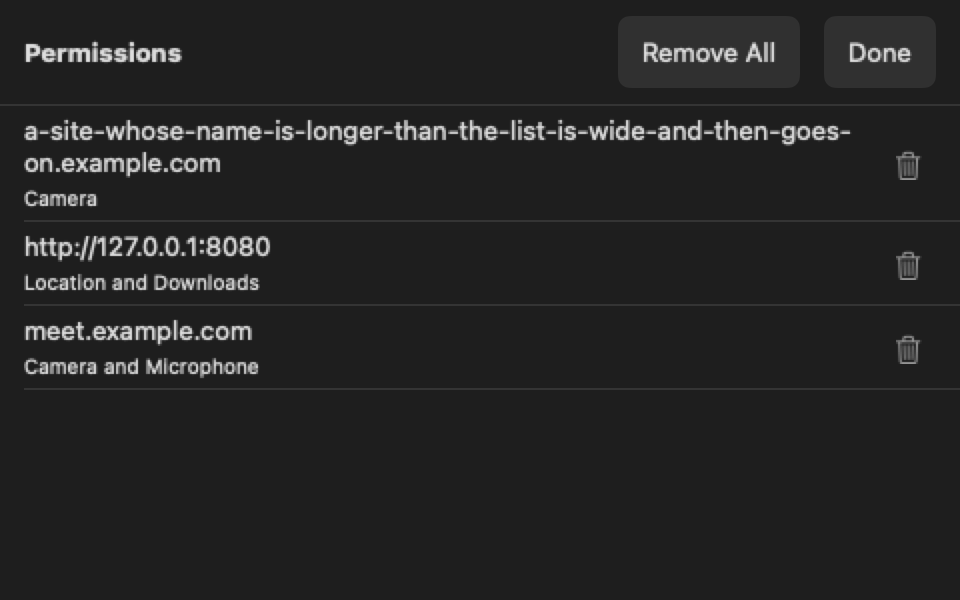 Permissions
Remove All
Done
a-site-whose-name-is-longer-than-the-list-is-wide-and-then-goes-
on.example.com
Camera
http://127.0.0.1:8080
Location and Downloads
meet.example.com
Camera and Microphone